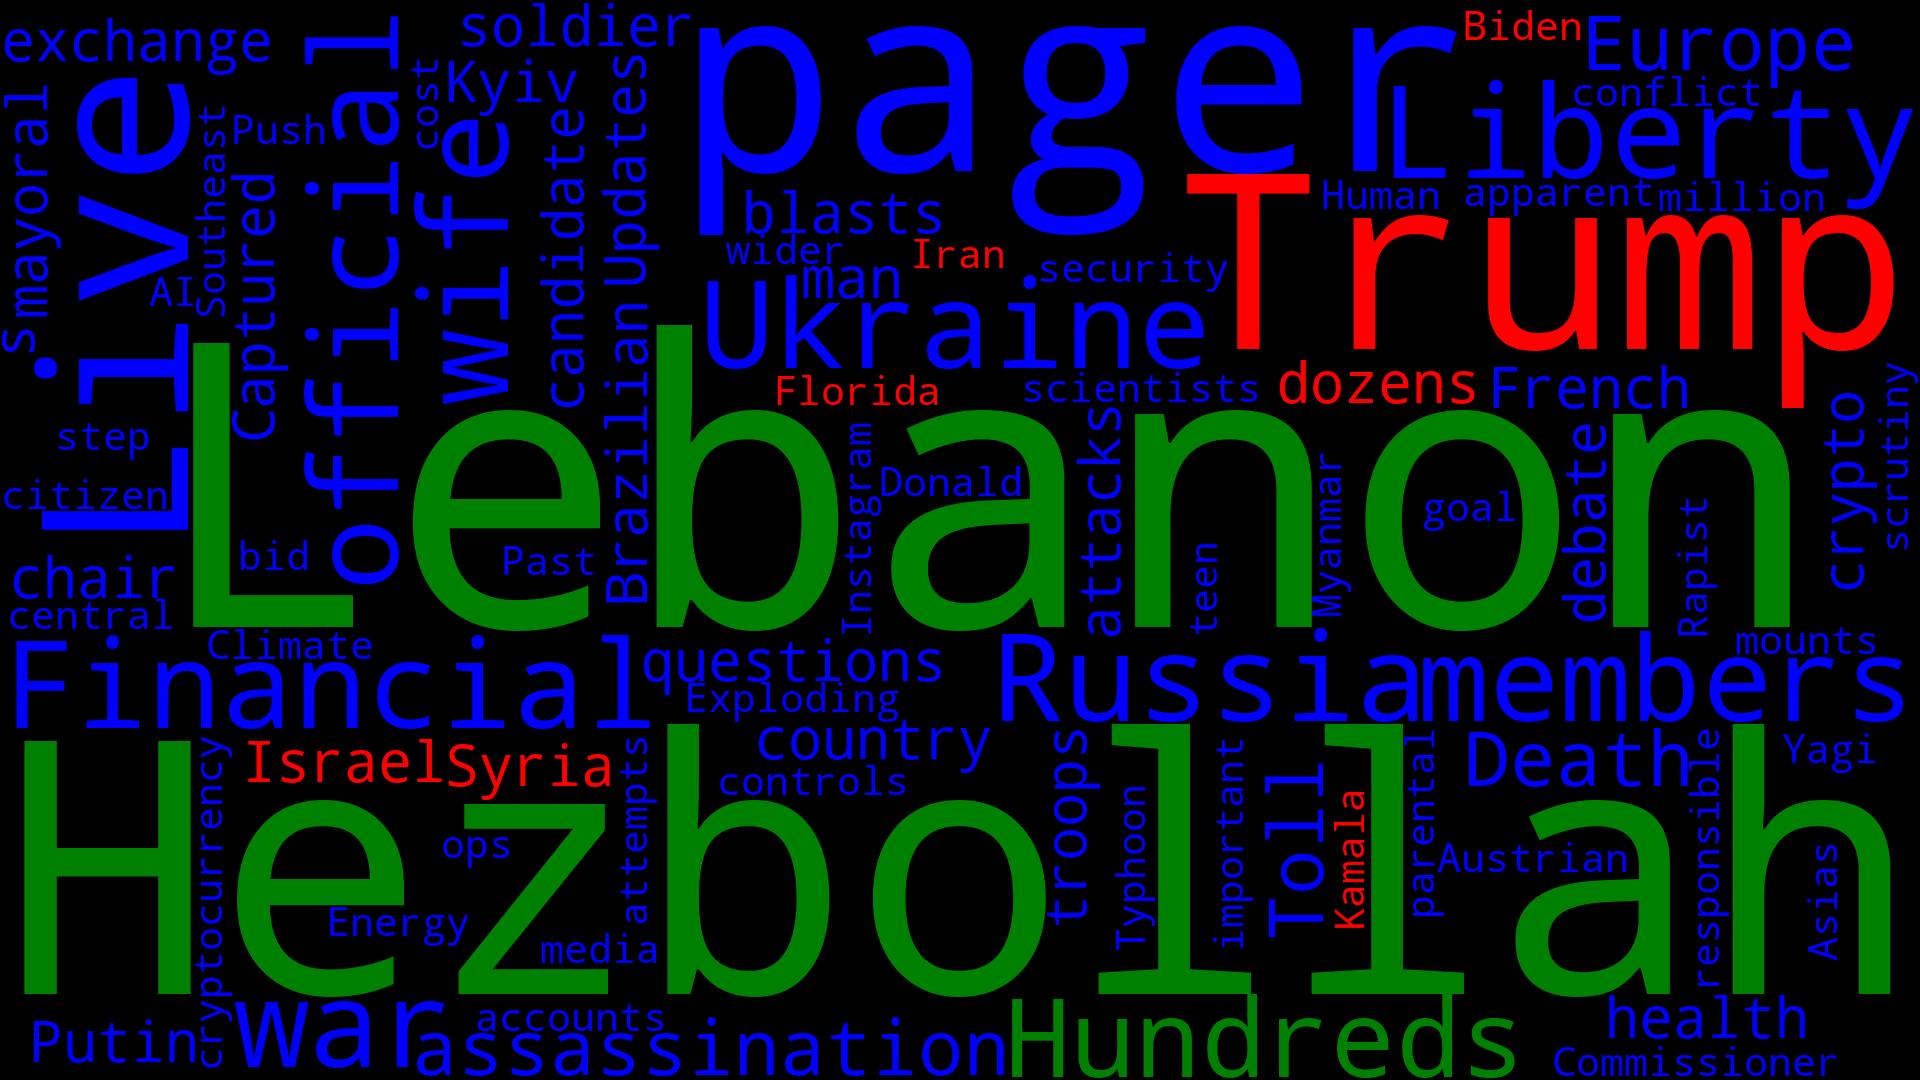 exchange
soldier
pager
Biden
Europe
Live
official
cost
Kyiv
wife
Updates
conflict
Liberty
mayoral
Southeast
Push
candidate
Captured
blasts
Trump
Human
apparent
million
wider
man
Iran
security
AI
Ukraine
s
Brazilian
Lebanon
Florida
scientists
dozens
French
crypto
scrutiny
step
Instagram
Donald
attacks
Myanmar
goal
debate
citizen
Rapist
bid
Past
teen
chair
central
Climate
Financial
questions
Russia
members
mounts
Exploding
Hezbollah
cryptocurrency
Israel
Syria
attempts
country
controls
troops
important
Toll
parental
Death
responsible
Yagi
Typhoon
Kamala
ops
Austrian
Asias
Energy
media
Putin
war
accounts
assassination
Hundreds
health
Commissioner